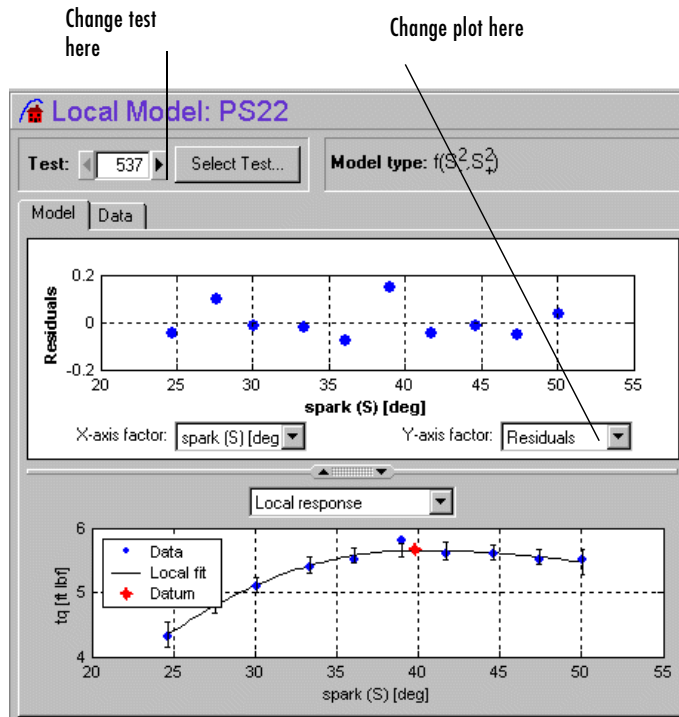 Change test
here
Change plot here
Local Model: PS22
Test: 537 Select Test... Model type: f(S²₋,S²₊)
Model Data
0.2
0
-0.2
Residuals
20 25 30 35 40 45 50 55
spark (S) [deg]
X-axis factor: spark (S) [deg Y-axis factor: Residuals
Local response
6
5
4
tq [ft lbf]
Data
Local fit
Datum
20 25 30 35 40 45 50 55
spark (S) [deg]